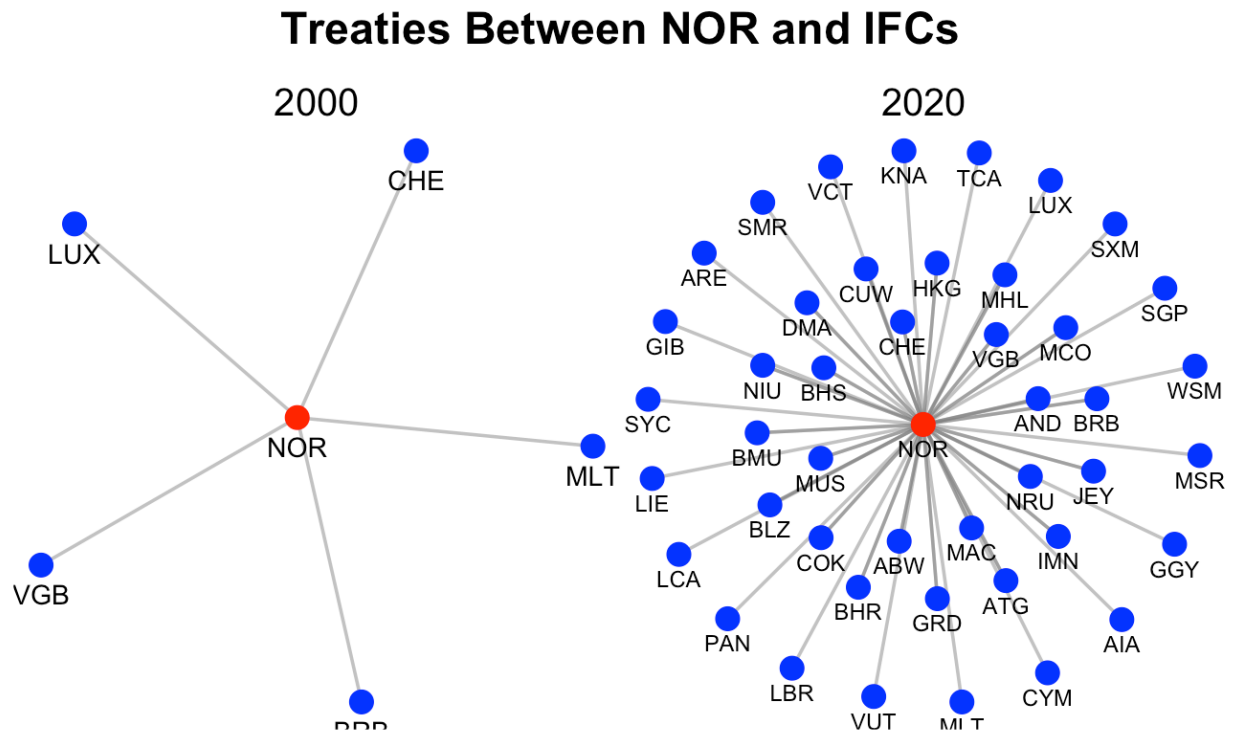 Treaties Between NOR and IFCs
2000
CHE
LUX
NOR
MLT
VGB
BRB
2020
KNA
TCA
VCT
LUX
SMR
SXM
ARE
HKG
CUW
MHL
SGP
DMA
GIB
CHE
VGB
MCO
NIU
BHS
WSM
SYC
AND
BRB
NOR
BMU
MUS
MSR
LIE
NRU
JEY
BLZ
COK
ABW
MAC
IMN
GGY
LCA
BHR
GRD
ATG
PAN
AIA
LBR
CYM
VUT
MLT